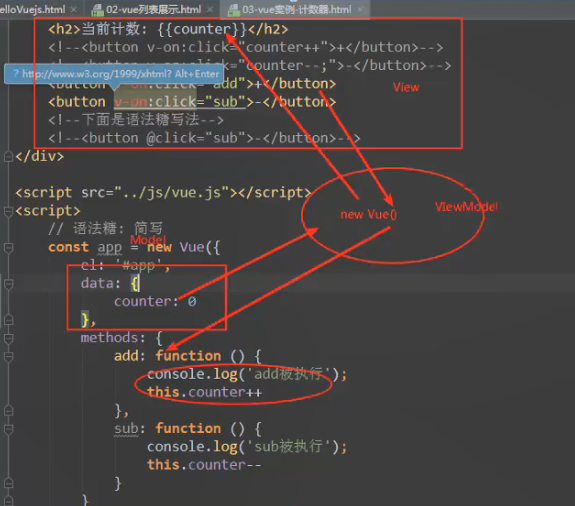 elloVuejs.html × 02-vue列表展示.html × 03-vue案例-计数器.html ×
<h2>当前计数: {{counter}}</h2>
<!--<button v-on:click="counter++">+</button>-->
<!--<button v-on:click="counter--;">-</button>-->
? http://www.w3.org/1999/xhtml? Alt+Enter
<button v-on:click="add">+</button>
View
<button v-on:click="sub">-</button>
<!--下面是语法糖写法-->
<!--<button @click="sub">-</button>-->
</div>
<script src="../js/vue.js"></script>
<script>
new Vue()
VIewModel
// 语法糖: 简写
Model
const app = new Vue({
el: '#app',
data: {
counter: 0
},
methods: {
add: function () {
console.log('add被执行');
this.counter++
},
sub: function () {
console.log('sub被执行');
this.counter--
}
}